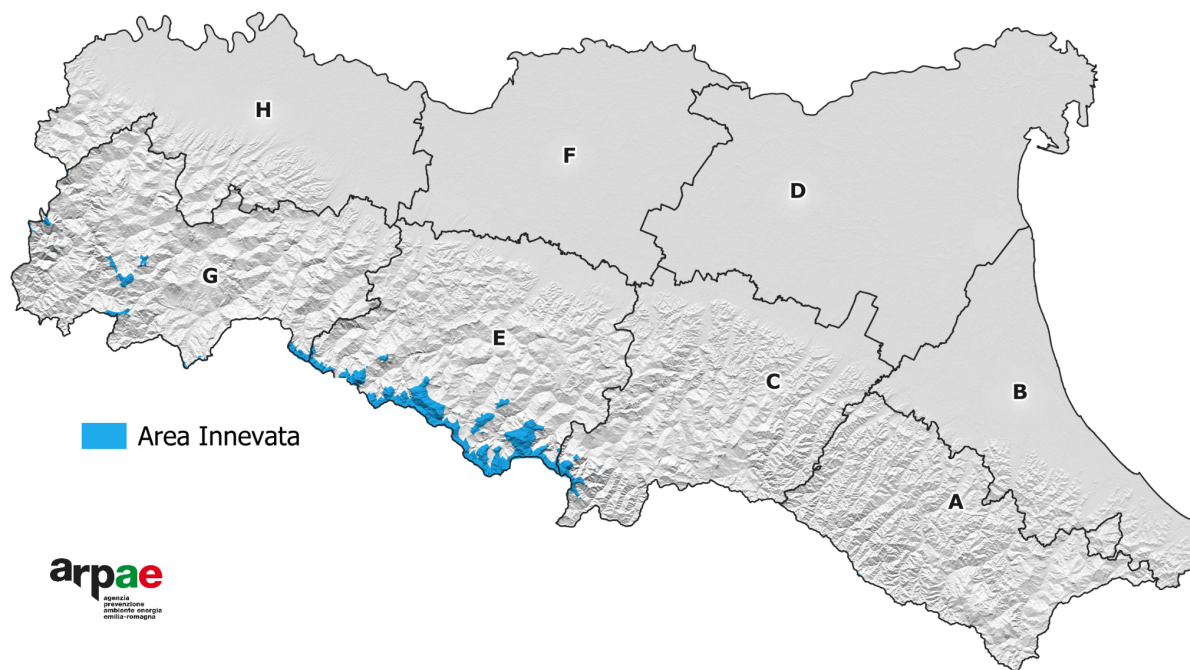 H
F
D
G
E
C
B
A
Area Innevata
arpae
agenzia
prevenzione
ambiente energia
emilia-romagna